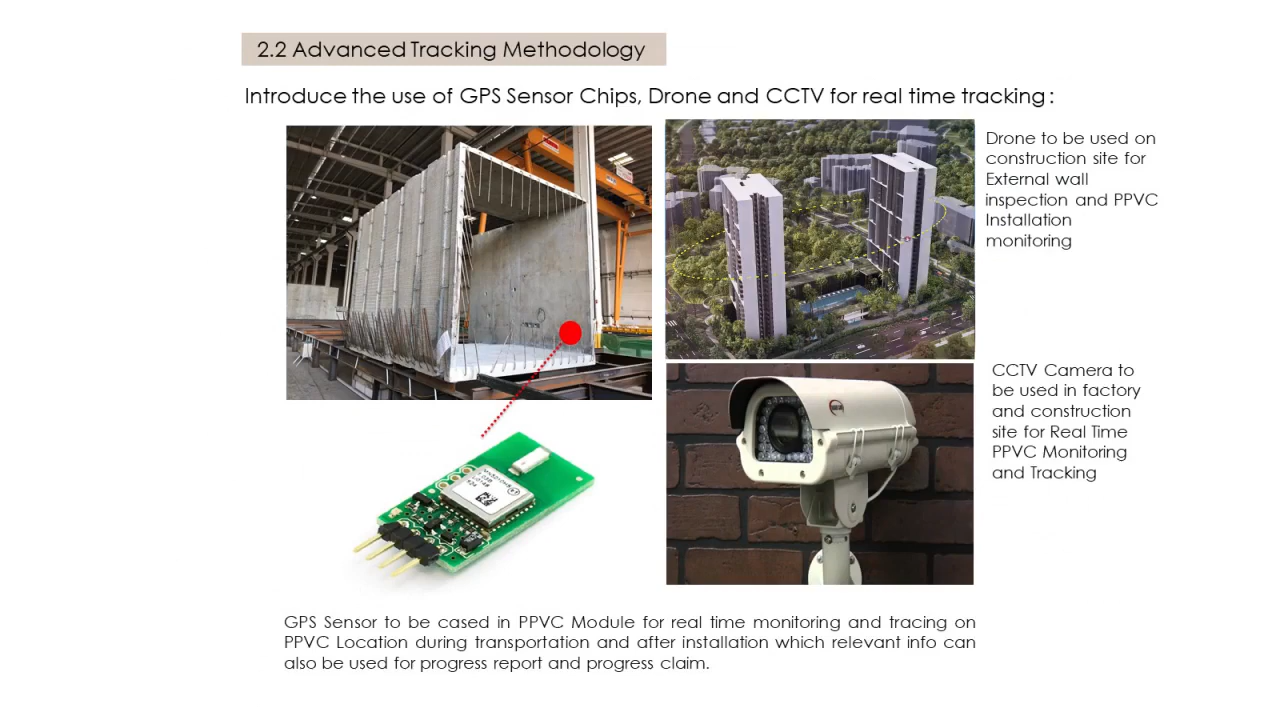 2.2 Advanced Tracking Methodology
Introduce the use of GPS Sensor Chips, Drone and CCTV for real time tracking :
Drone to be used on
construction site for
External wall
inspection and PPVC
Installation
monitoring
CCTV Camera to
be used in factory
and construction
site for Real Time
PPVC Monitoring
and Tracking
GPS Sensor to be cased in PPVC Module for real time monitoring and tracing on
PPVC Location during transportation and after installation which relevant info can
also be used for progress report and progress claim.